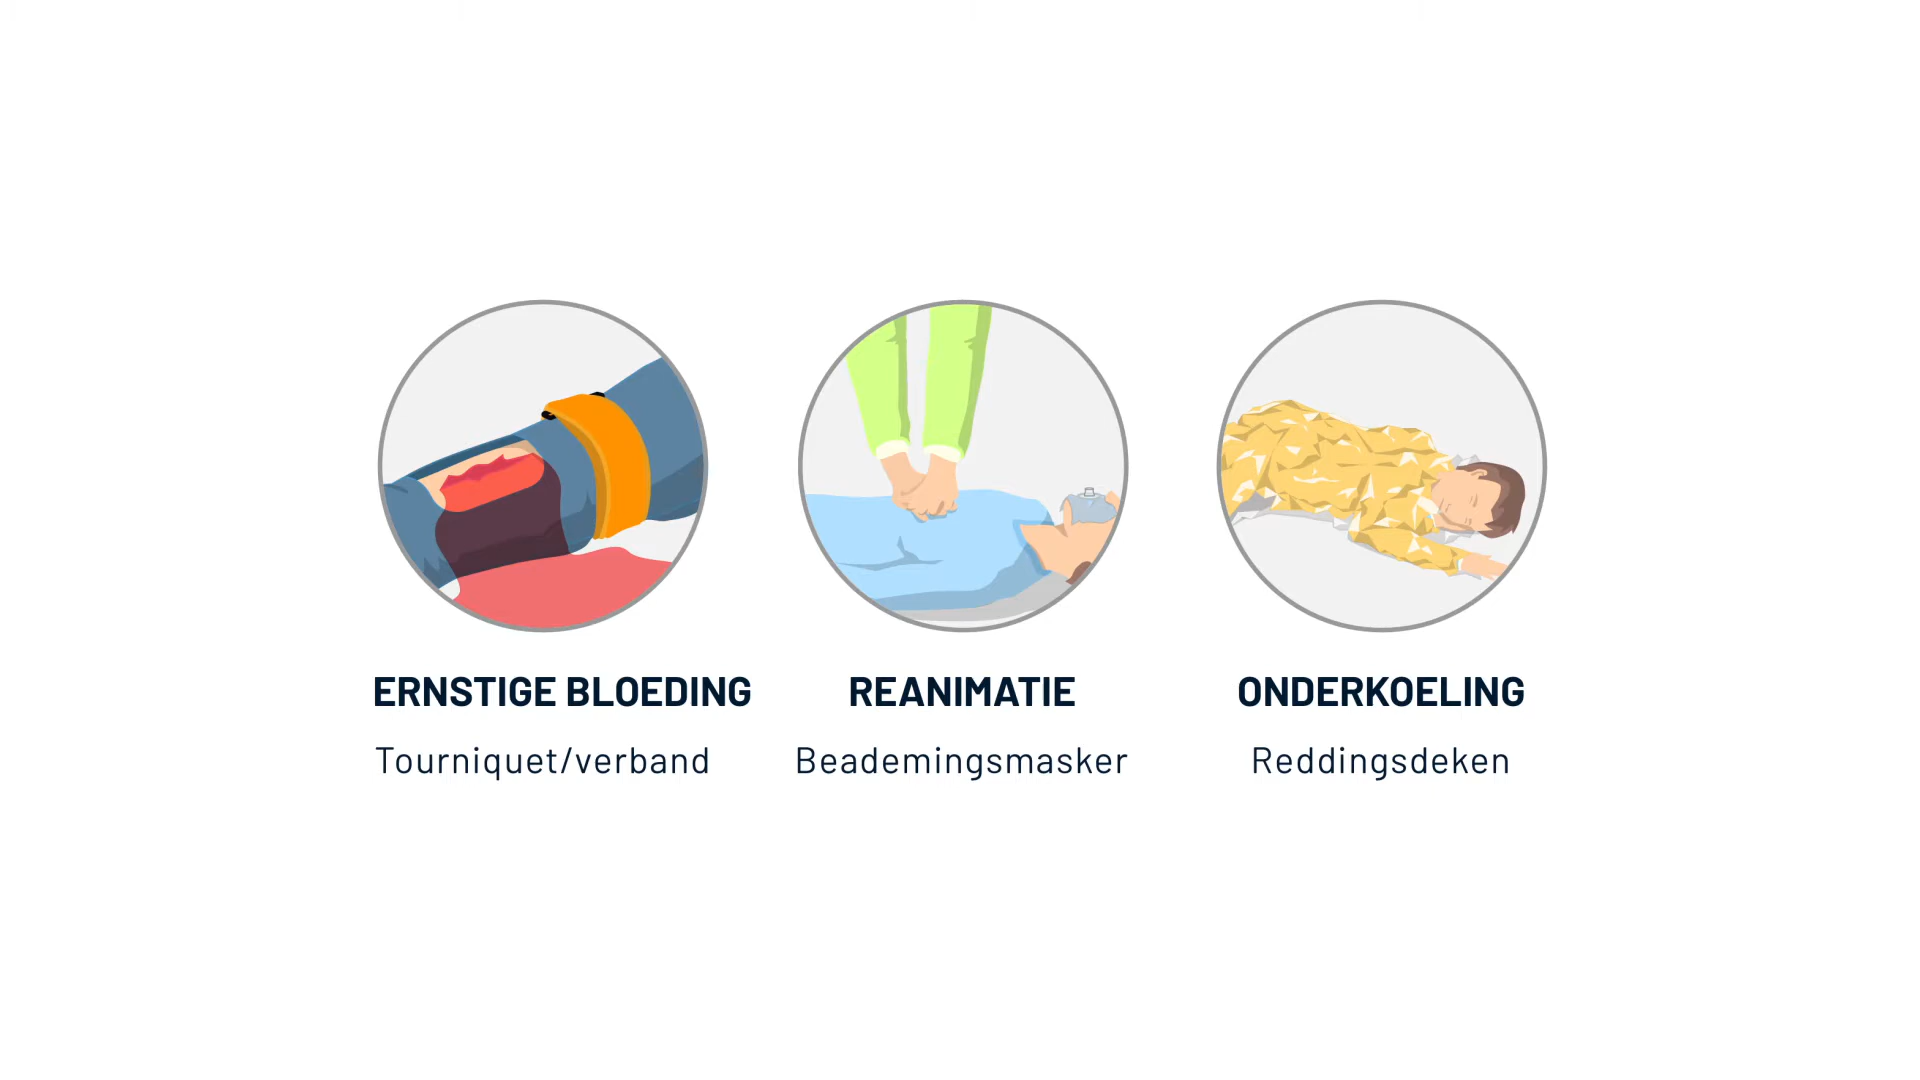 ERNSTIGE BLOEDING
Tourniquet/verband
REANIMATIE
Beademingsmasker
ONDERKOELING
Reddingsdeken